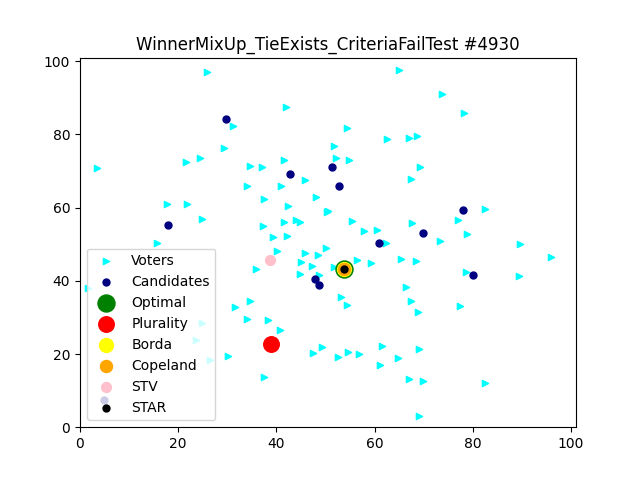 WinnerMixUp_TieExists_CriteriaFailTest #4930
100
80
60
40
20
0
0 20 40 60 80 100
Voters
Candidates
Optimal
Plurality
Borda
Copeland
STV
STAR